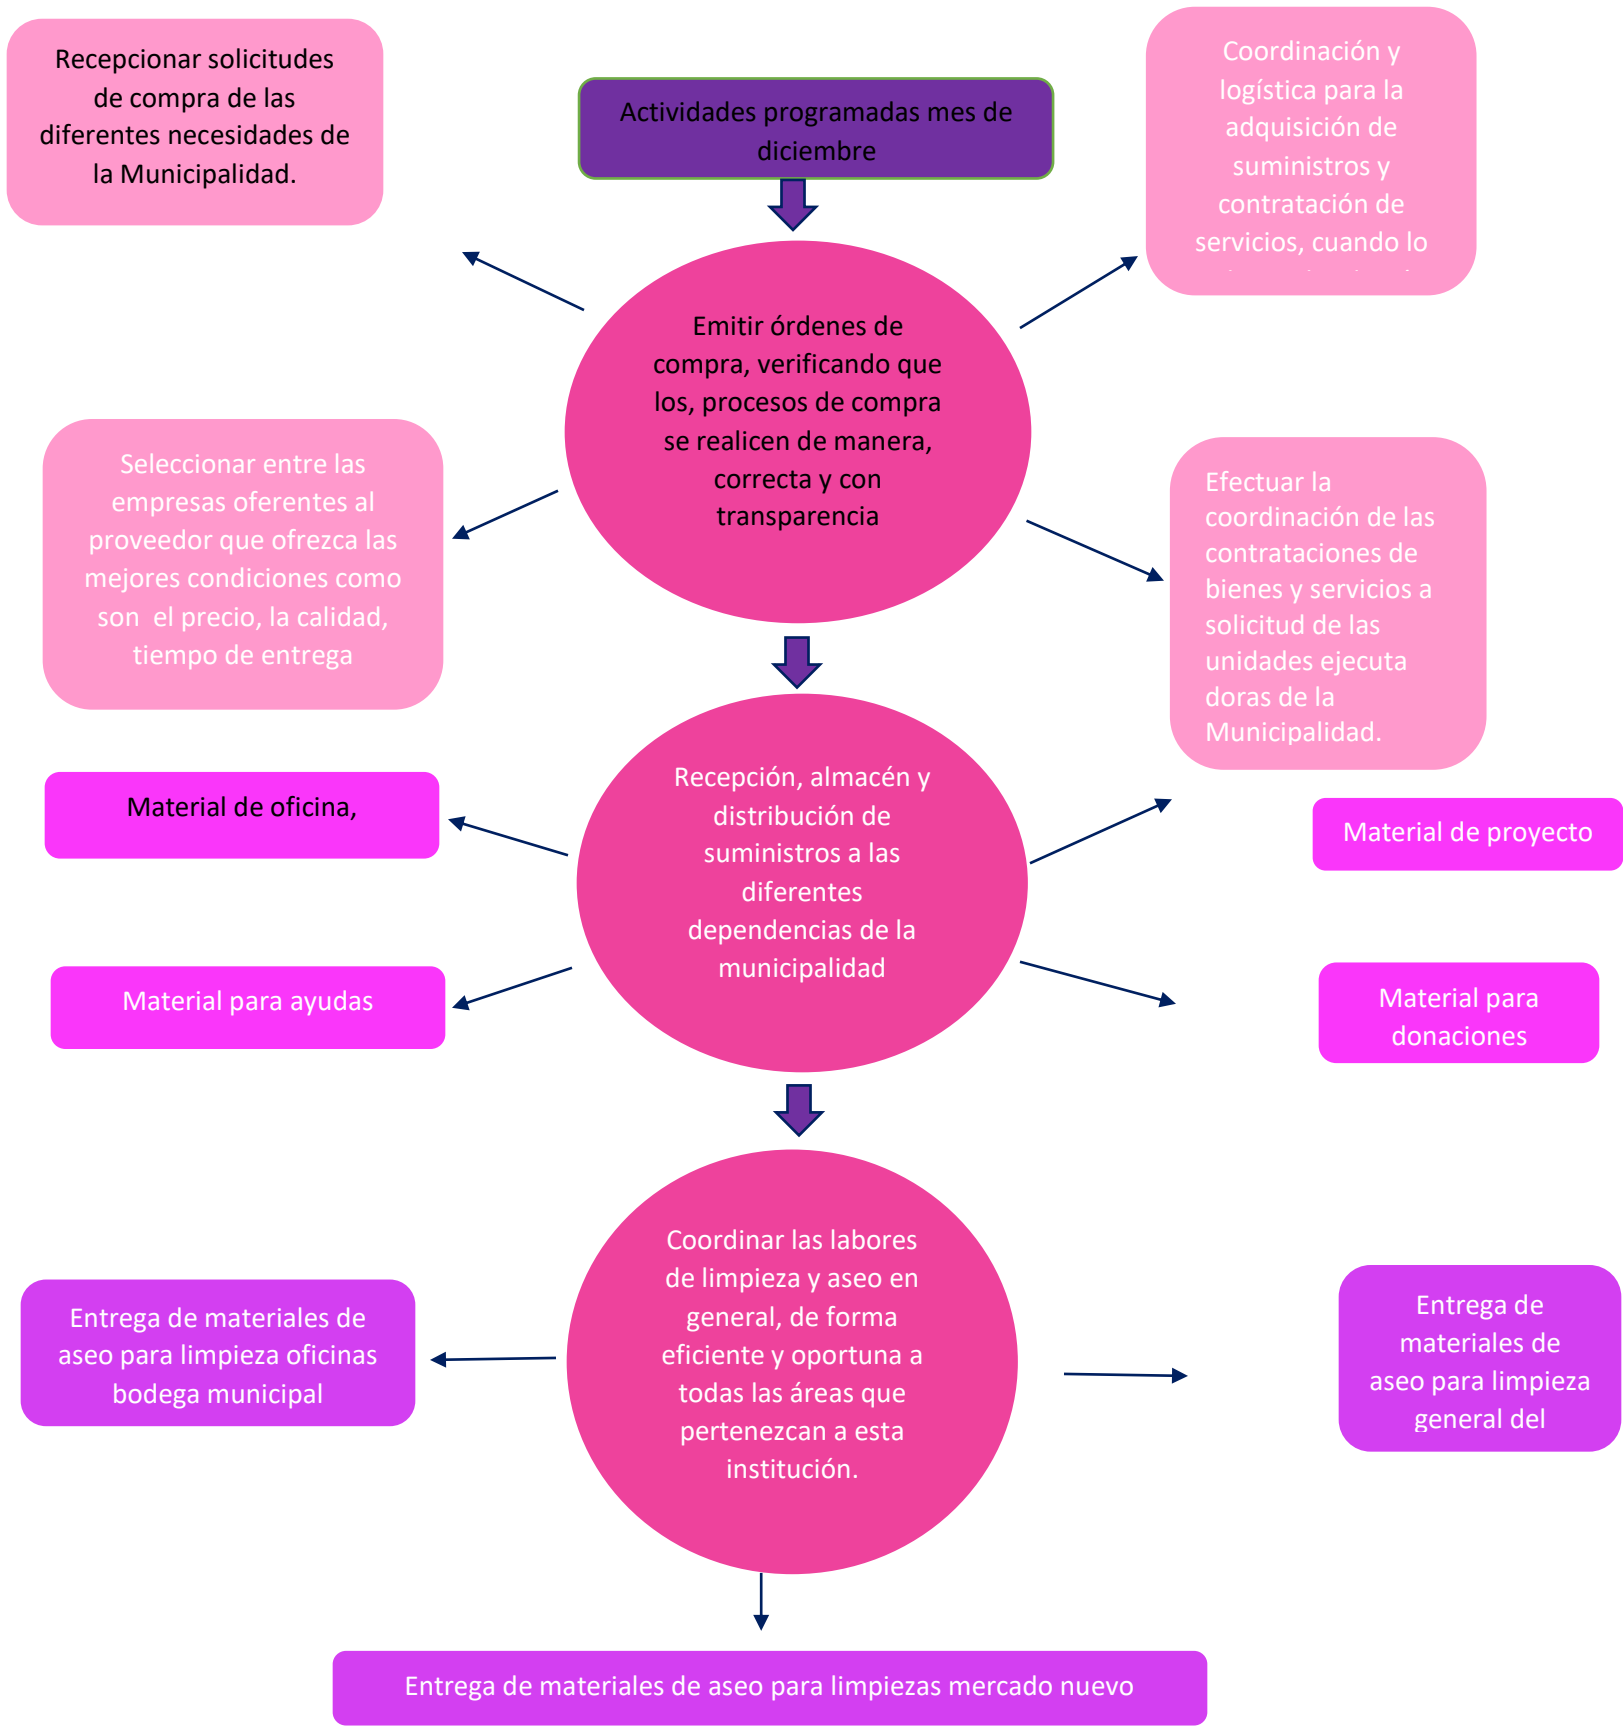 Recepcionar solicitudes
de compra de las
diferentes necesidades de
la Municipalidad.
Actividades programadas mes de
diciembre
Coordinación y
logística para la
adquisición de
suministros y
contratación de
servicios, cuando lo
Emitir órdenes de
compra, verificando que
los, procesos de compra
se realicen de manera,
correcta y con
transparencia
Seleccionar entre las
empresas oferentes al
proveedor que ofrezca las
mejores condiciones como
son  el precio, la calidad,
tiempo de entrega
Efectuar la
coordinación de las
contrataciones de
bienes y servicios a
solicitud de las
unidades ejecuta
doras de la
Municipalidad.
Recepción, almacén y
distribución de
suministros a las
diferentes
dependencias de la
municipalidad
Material de oficina,
Material de proyecto
Material para ayudas
Material para
donaciones
Coordinar las labores
de limpieza y aseo en
general, de forma
eficiente y oportuna a
todas las áreas que
pertenezcan a esta
institución.
Entrega de materiales de
aseo para limpieza oficinas
bodega municipal
Entrega de
materiales de
aseo para limpieza
general del
Entrega de materiales de aseo para limpiezas mercado nuevo